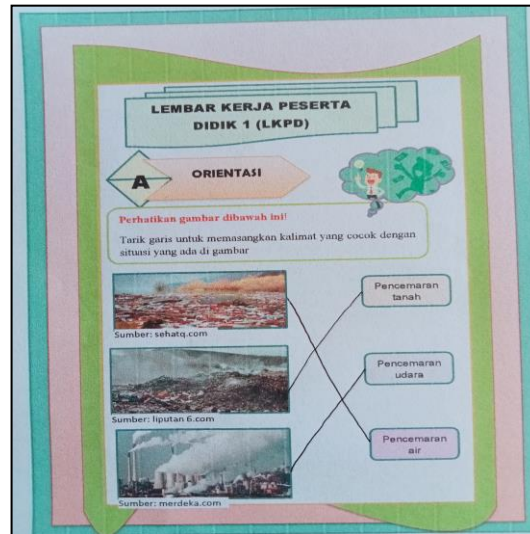 LEMBAR KERJA PESERTA
DIDIK 1 (LKPD)
A
ORIENTASI
Perhatikan gambar dibawah ini!
Tarik garis untuk memasangkan kalimat yang cocok dengan
situasi yang ada di gambar
Sumber: sehatq.com
Pencemaran
tanah
Sumber: liputan 6.com
Pencemaran
udara
Sumber: merdeka.com
Pencemaran
air